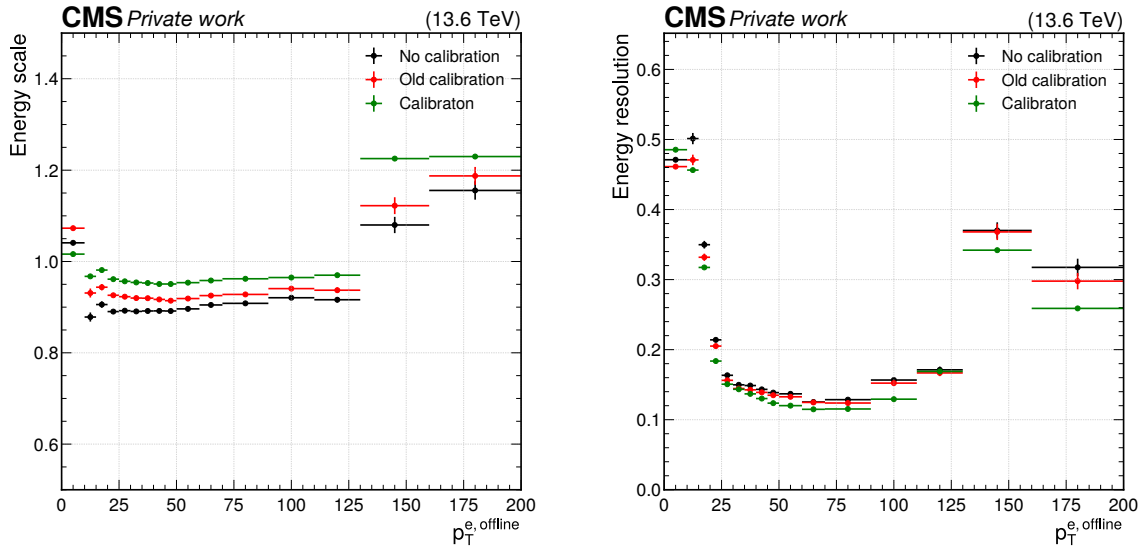 CMS Private work (13.6 TeV)
Energy scale
No calibration
Old calibration
Calibraton
1.4
1.2
1.0
0.8
0.6
0 25 50 75 100 125 150 175 200
p_T^{e, offline}
CMS Private work (13.6 TeV)
Energy resolution
No calibration
Old calibration
Calibraton
0.6
0.5
0.4
0.3
0.2
0.1
0.0
0 25 50 75 100 125 150 175 200
p_T^{e, offline}